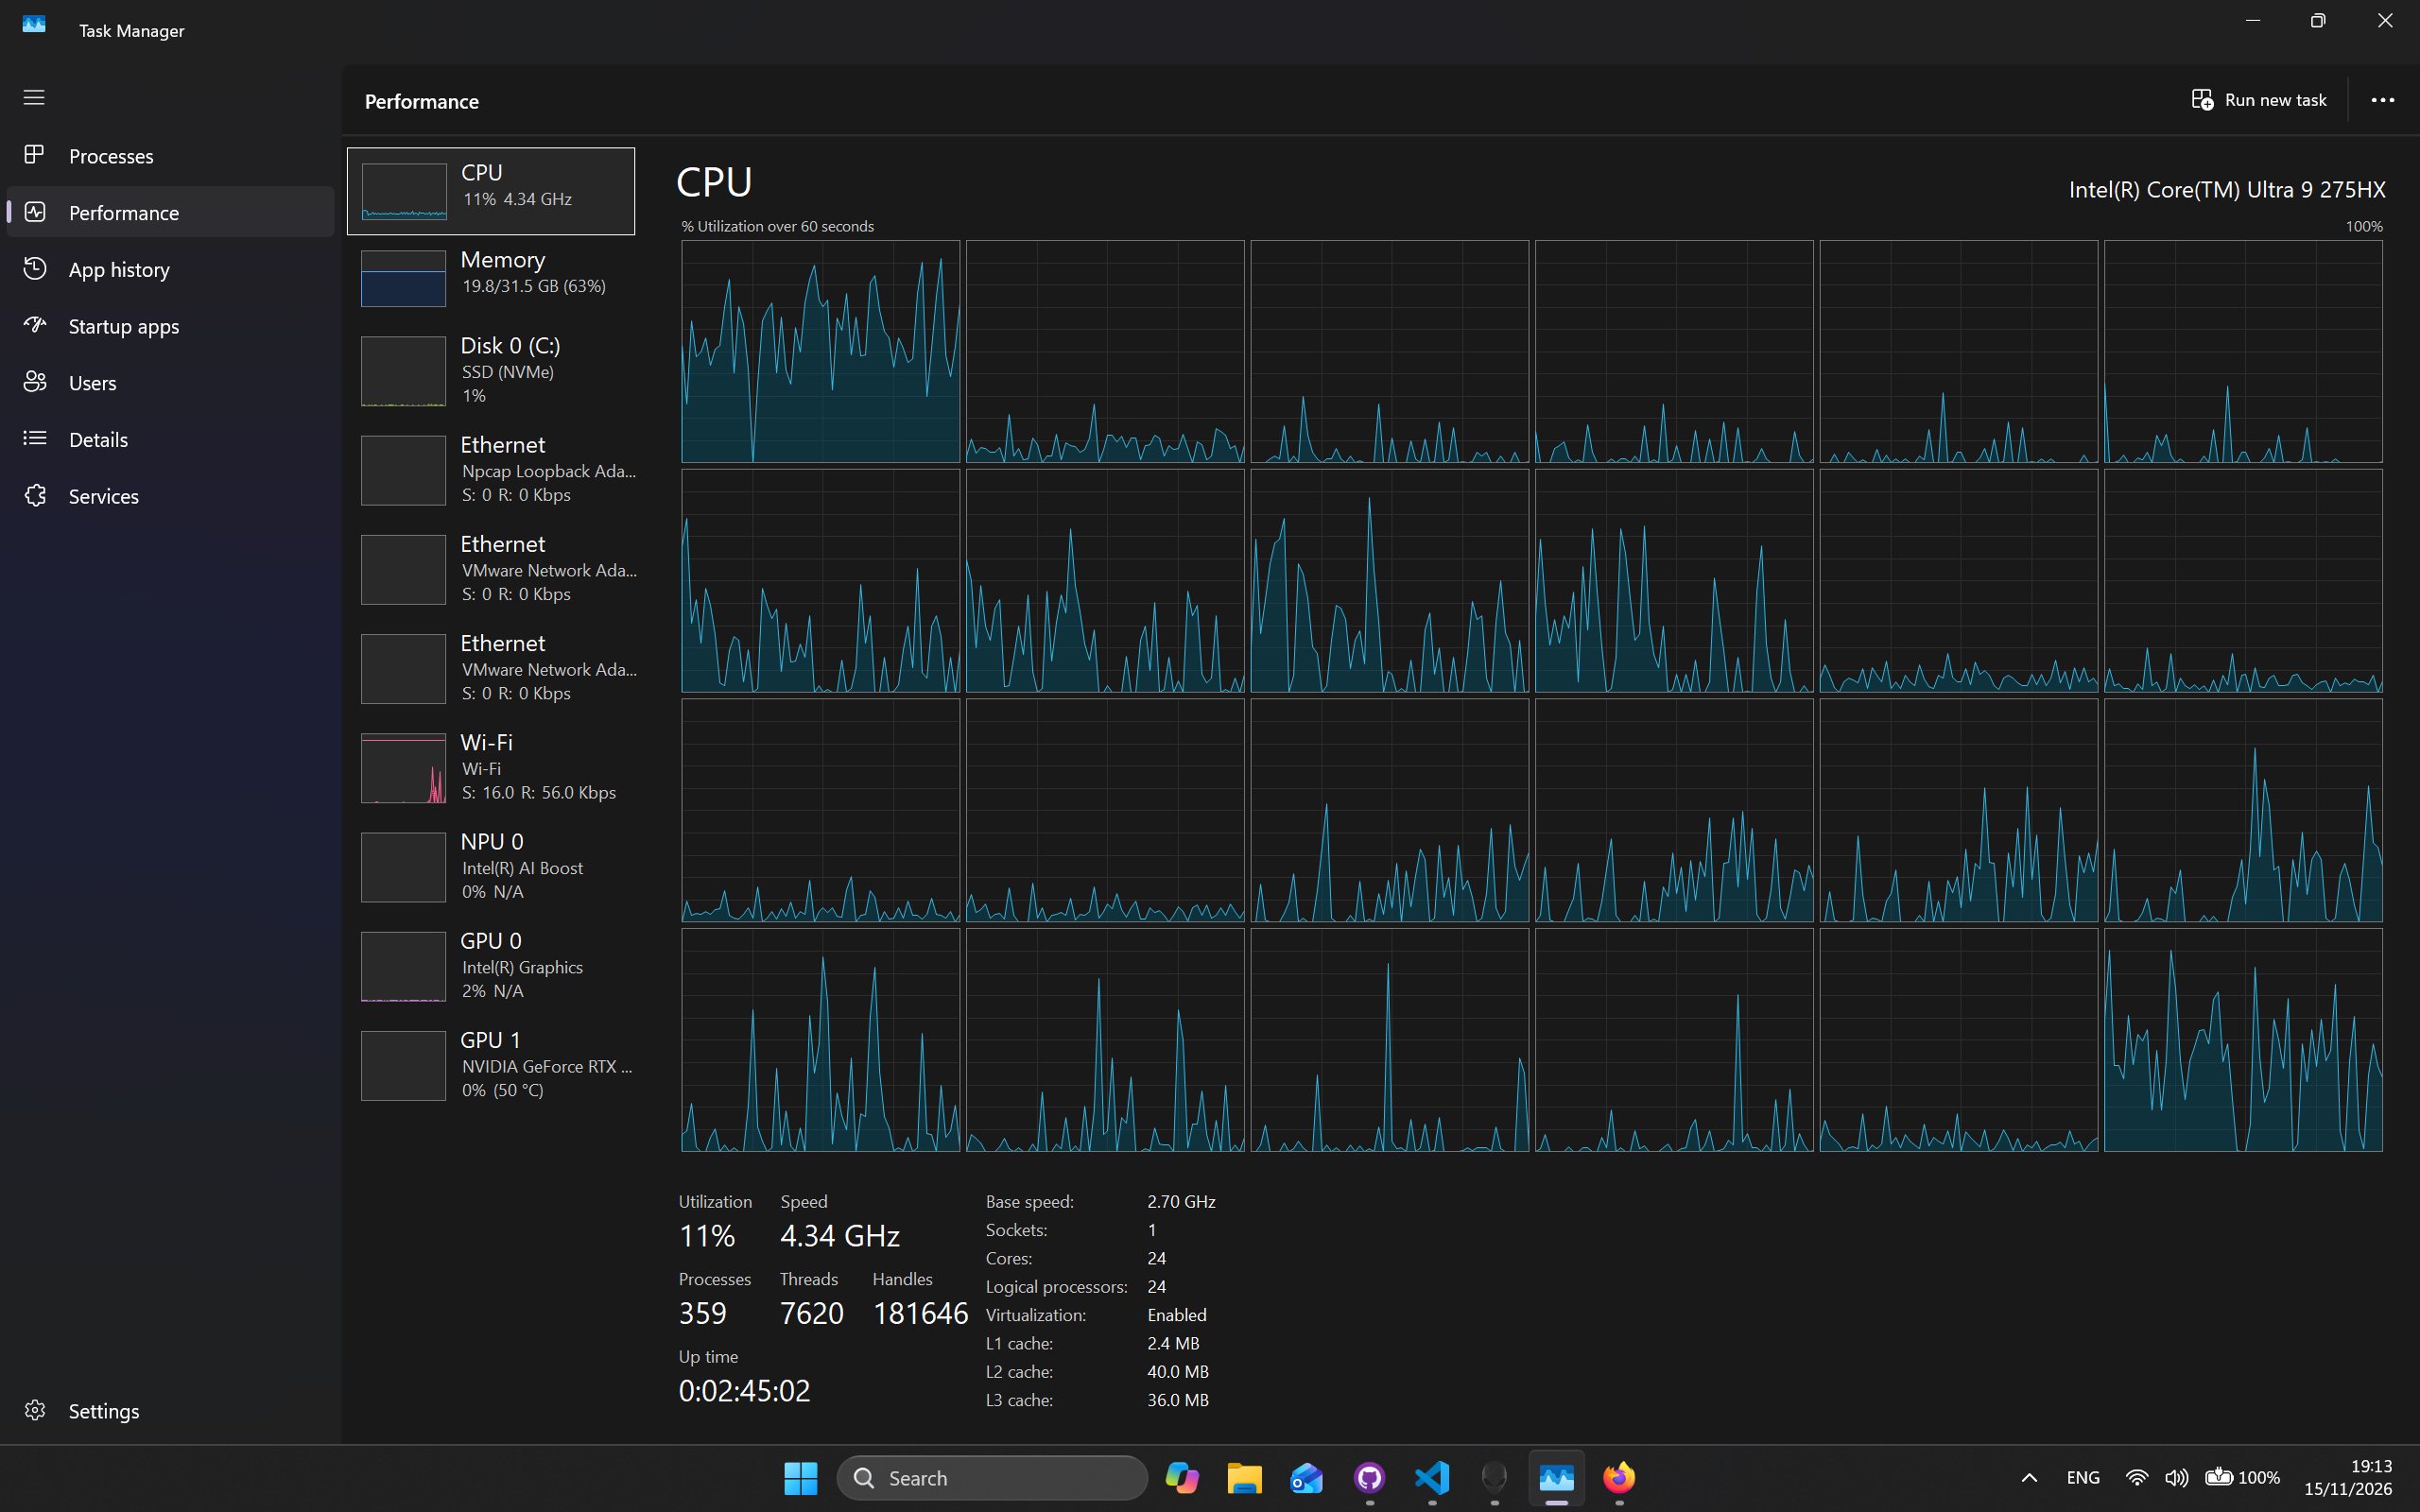 Task Manager
Processes
Performance
App history
Startup apps
Users
Details
Services
Settings
Performance
Run new task
CPU
11% 4.34 GHz
Memory
19.8/31.5 GB (63%)
Disk 0 (C:)
SSD (NVMe)
1%
Ethernet
Npcap Loopback Ada...
S: 0 R: 0 Kbps
Ethernet
VMware Network Ada...
S: 0 R: 0 Kbps
Ethernet
VMware Network Ada...
S: 0 R: 0 Kbps
Wi-Fi
Wi-Fi
S: 16.0 R: 56.0 Kbps
NPU 0
Intel(R) AI Boost
0% N/A
GPU 0
Intel(R) Graphics
2% N/A
GPU 1
NVIDIA GeForce RTX ...
0% (50 °C)
CPU
Intel(R) Core(TM) Ultra 9 275HX
% Utilization over 60 seconds
100%
Utilization Speed
11% 4.34 GHz
Processes Threads Handles
359 7620 181646
Up time
0:02:45:02
Base speed: 2.70 GHz
Sockets: 1
Cores: 24
Logical processors: 24
Virtualization: Enabled
L1 cache: 2.4 MB
L2 cache: 40.0 MB
L3 cache: 36.0 MB
Search
ENG
100%
19:13
15/11/2026